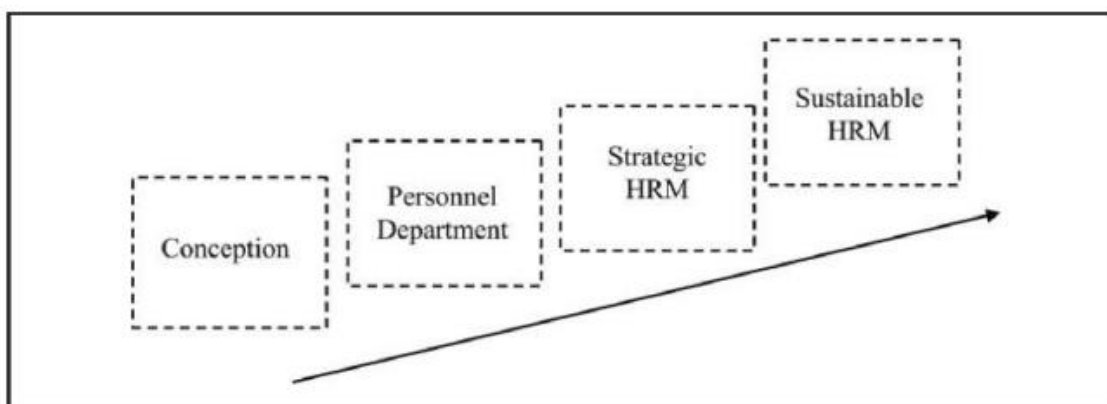 Conception
Personnel
Department
Strategic
HRM
Sustainable
HRM